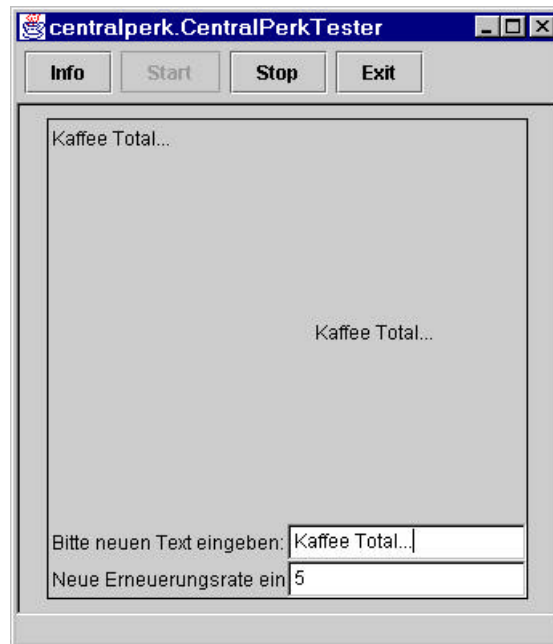 centralperk.CentralPerkTester
Info Start Stop Exit
Kaffee Total...
Kaffee Total...
Bitte neuen Text eingeben: Kaffee Total...
Neue Erneuerungsrate ein 5